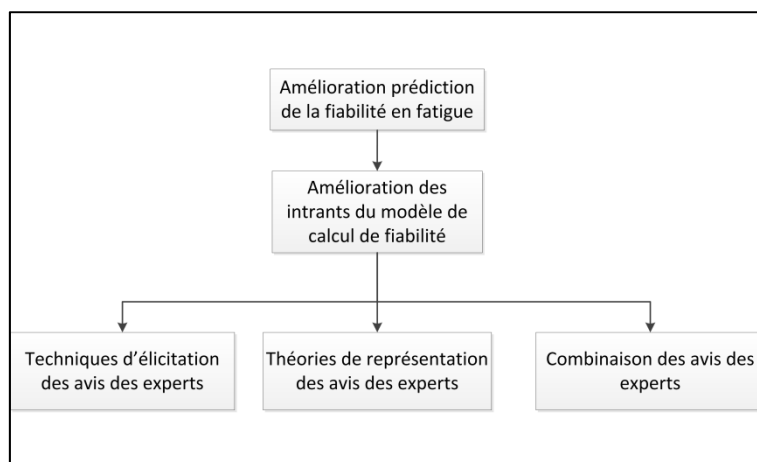 Amélioration prédiction
de la fiabilité en fatigue
Amélioration des
intrants du modèle de
calcul de fiabilité
Techniques d’élicitation
des avis des experts
Théories de représentation
des avis des experts
Combinaison des avis des
experts